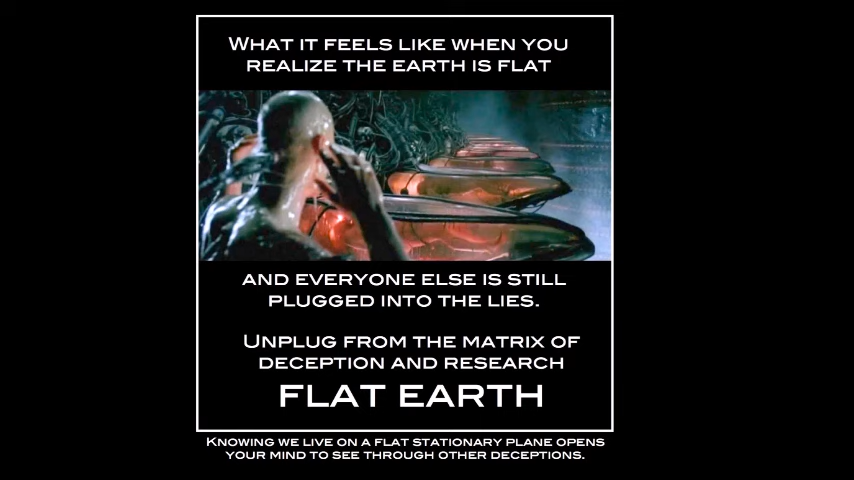 What it feels like when you
realize the earth is flat
and everyone else is still
plugged into the lies.
Unplug from the matrix of
deception and research
FLAT EARTH
Knowing we live on a flat stationary plane opens
your mind to see through other deceptions.